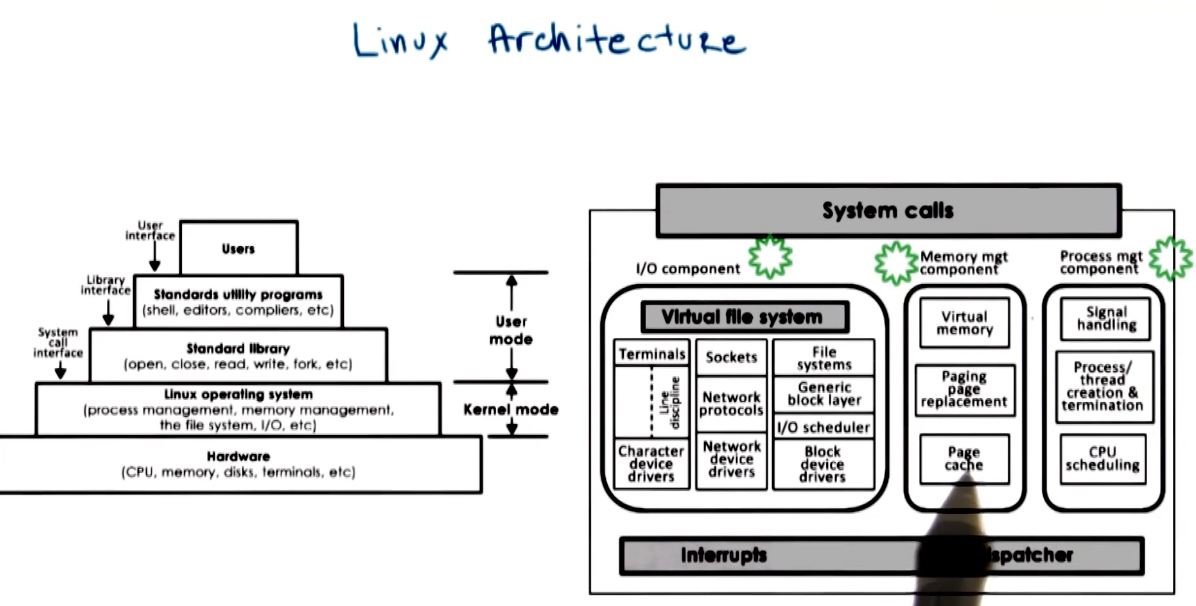 Linux Architecture
User
interface
Users
Library
interface
Standards utility programs
(shell, editors, compliers, etc)
System
call
interface
Standard library
(open, close, read, write, fork, etc)
User
mode
Linux operating system
(process management, memory management,
the file system, I/O, etc)
Kernel mode
Hardware
(CPU, memory, disks, terminals, etc)
System calls
I/O component
Memory mgt
component
Process mgt
component
Virtual file system
Terminals
Line
discipline
Character
device
drivers
Sockets
Network
protocols
Network
device
drivers
File
systems
Generic
block layer
I/O scheduler
Block
device
drivers
Virtual
memory
Paging
page
replacement
Page
cache
Signal
handling
Process/
thread
creation &
termination
CPU
scheduling
Interrupts
spatcher